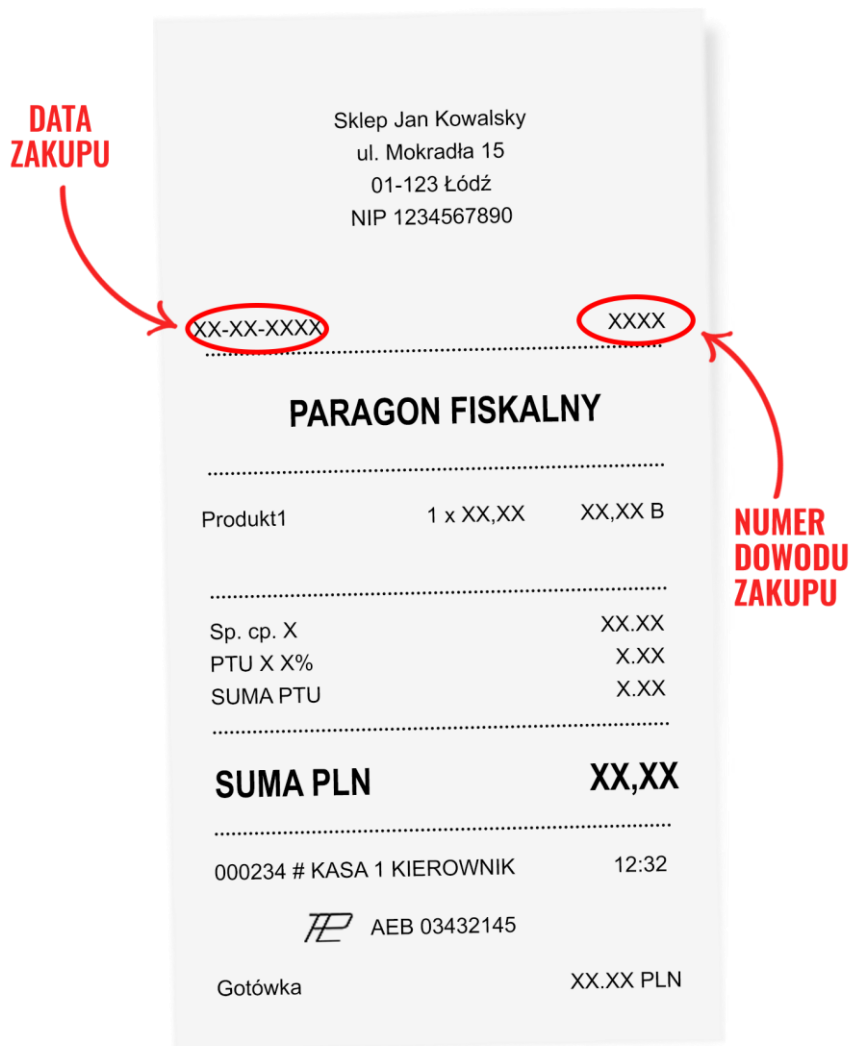 DATA
ZAKUPU
Sklep Jan Kowalsky
ul. Mokradła 15
01-123 Łódź
NIP 1234567890
XX-XX-XXXX XXXX
PARAGON FISKALNY
Produkt1 1 x XX,XX XX,XX B
NUMER
DOWODU
ZAKUPU
Sp. cp. X XX.XX
PTU X X% X.XX
SUMA PTU X.XX
SUMA PLN XX,XX
000234 # KASA 1 KIEROWNIK 12:32
AEB 03432145
Gotówka XX.XX PLN